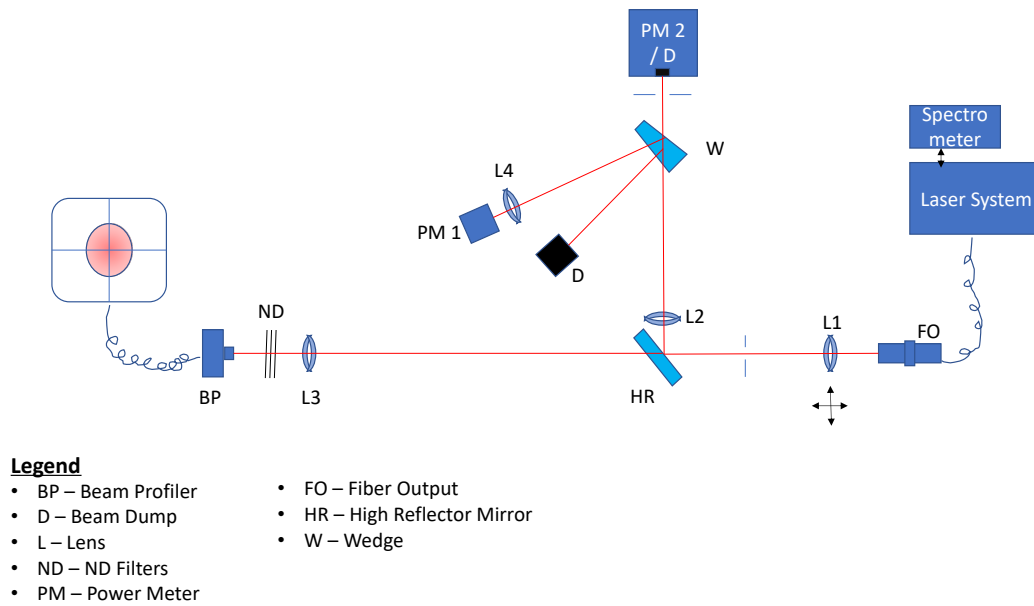 PM 2
/ D
Spectro
meter
W
L4
Laser System
PM 1
D
ND
L2
L1
FO
HR
BP
L3
Legend
• BP – Beam Profiler
• D – Beam Dump
• L – Lens
• ND – ND Filters
• PM – Power Meter
• FO – Fiber Output
• HR – High Reflector Mirror
• W – Wedge